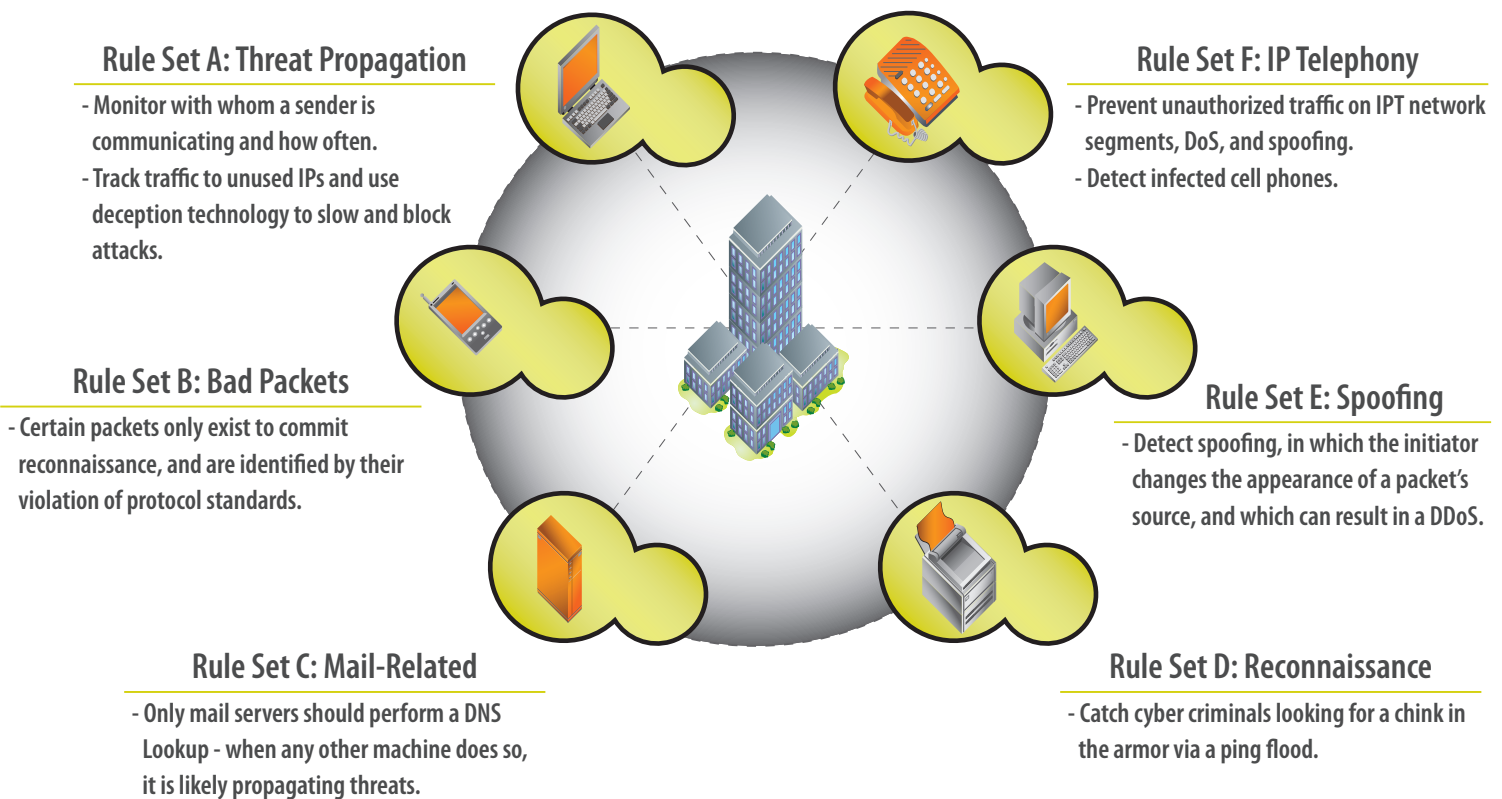 Rule Set A: Threat Propagation
- Monitor with whom a sender is
communicating and how often.
- Track traffic to unused IPs and use
deception technology to slow and block
attacks.
Rule Set B: Bad Packets
- Certain packets only exist to commit
reconnaissance, and are identified by their
violation of protocol standards.
Rule Set C: Mail-Related
- Only mail servers should perform a DNS
Lookup - when any other machine does so,
it is likely propagating threats.
Rule Set F: IP Telephony
- Prevent unauthorized traffic on IPT network
segments, DoS, and spoofing.
- Detect infected cell phones.
Rule Set E: Spoofing
- Detect spoofing, in which the initiator
changes the appearance of a packet's
source, and which can result in a DDoS.
Rule Set D: Reconnaissance
- Catch cyber criminals looking for a chink in
the armor via a ping flood.